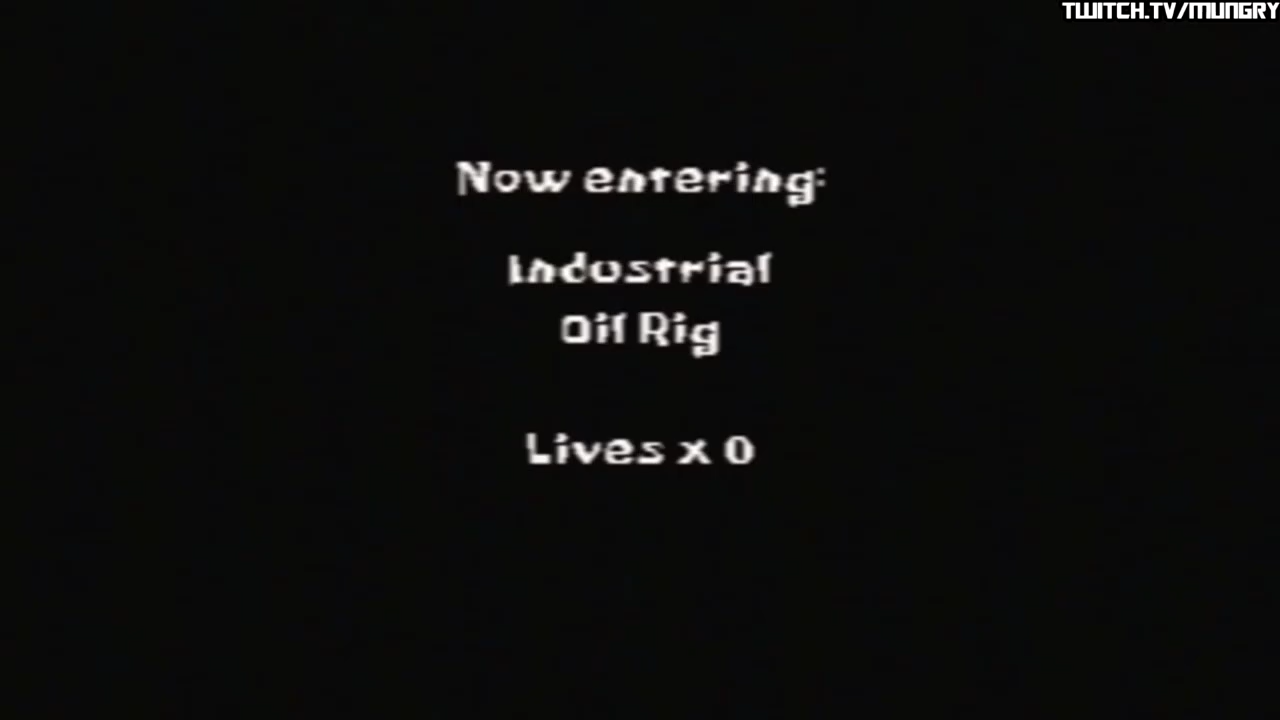 TWITCH.TV/MUNGRY
Now entering:
Industrial
Oil Rig
Lives x 0